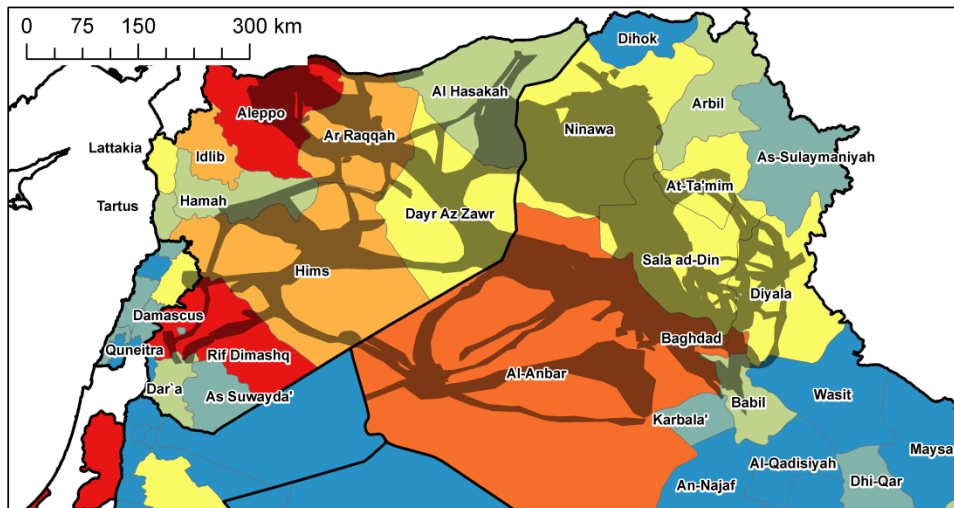 0 75 150 300 km
Dihok
Al Hasakah
Aleppo
Ar Raqqah
Ninawa
Arbil
Lattakia
Idlib
As-Sulaymaniyah
At-Ta'mim
Tartus
Hamah
Dayr Az Zawr
Sala ad-Din
Hims
Diyala
Damascus
Baghdad
Quneitra
Rif Dimashq
Al-Anbar
Dar`a
As Suwayda'
Wasit
Babil
Karbala'
Maysa
Al-Qadisiyah
An-Najaf
Dhi-Qar